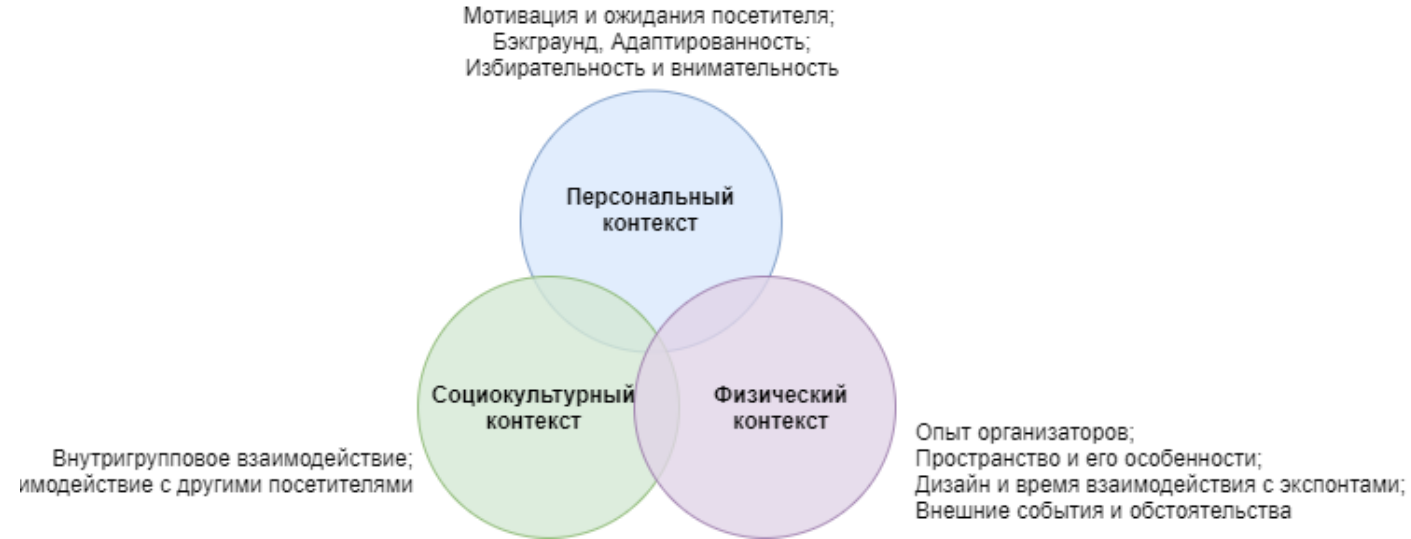 Мотивация и ожидания посетителя;
Бэкграунд, Адаптированность;
Избирательность и внимательность
Персональный
контекст
Социокультурный
контекст
Физический
контекст
Внутригрупповое взаимодействие;
имодействие с другими посетителями
Опыт организаторов;
Пространство и его особенности;
Дизайн и время взаимодействия с экспонтами;
Внешние события и обстоятельства